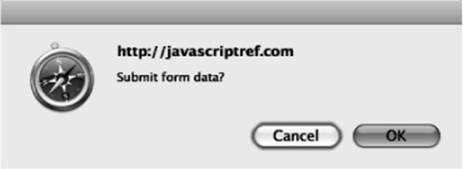 http://javascriptref.com
Submit form data?
Cancel OK